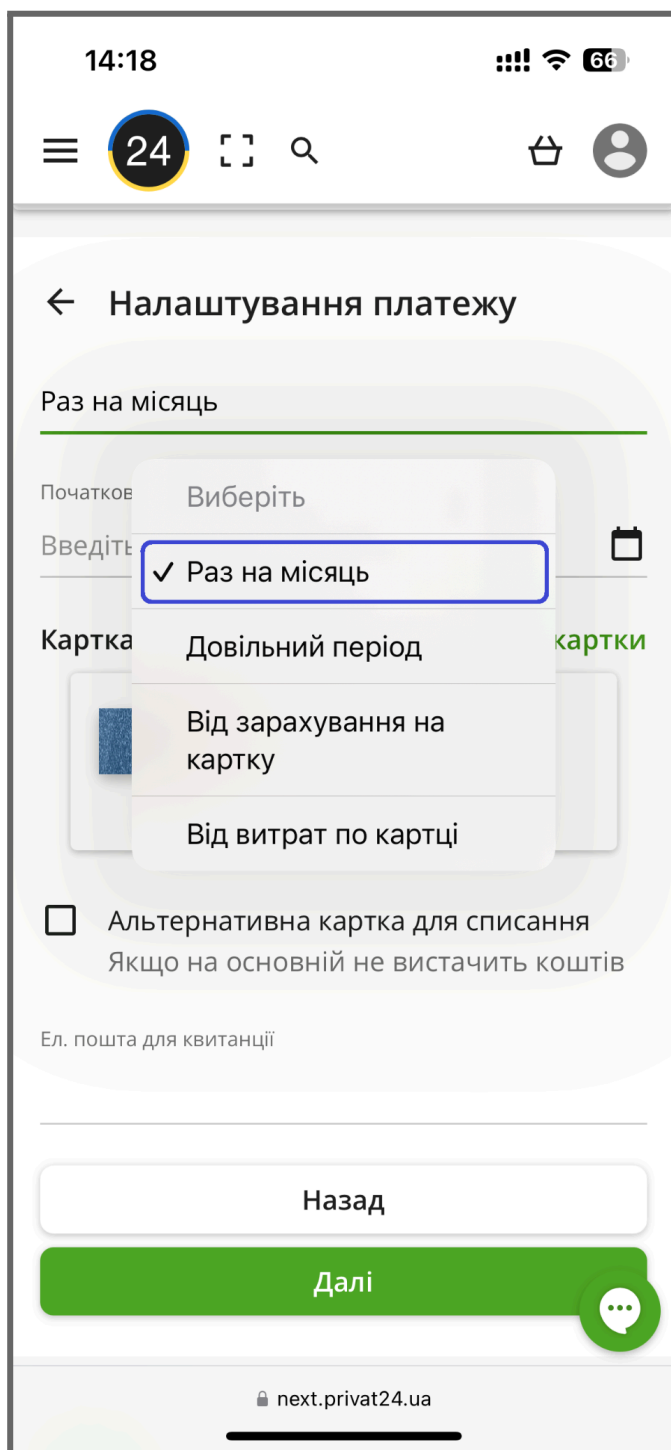 14:18
66
24
Налаштування платежу
Раз на місяць
Початков
Введіть
Виберіть
Раз на місяць
Картка
картки
Довільний період
Від зарахування на
картку
Від витрат по картці
Альтернативна картка для списання
Якщо на основній не вистачить коштів
Ел. пошта для квитанції
Назад
Далі
next.privat24.ua